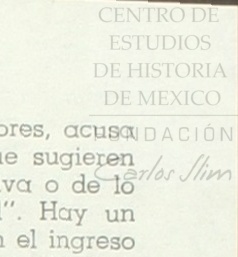 CENTRO DE
ESTUDIOS
DE HISTORIA
DE MEXICO
FUNDACIÓN
Carlos Slim
ores, acusa
ue sugieren
va o de lo
l". Hay un
n el ingreso